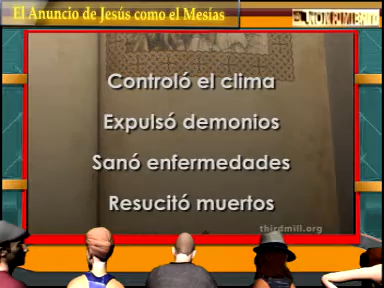 El Anuncio de Jesús como el Mesías
Controló el clima
Expulsó demonios
Sanó enfermedades
Resucitó muertos
thirdmill.org